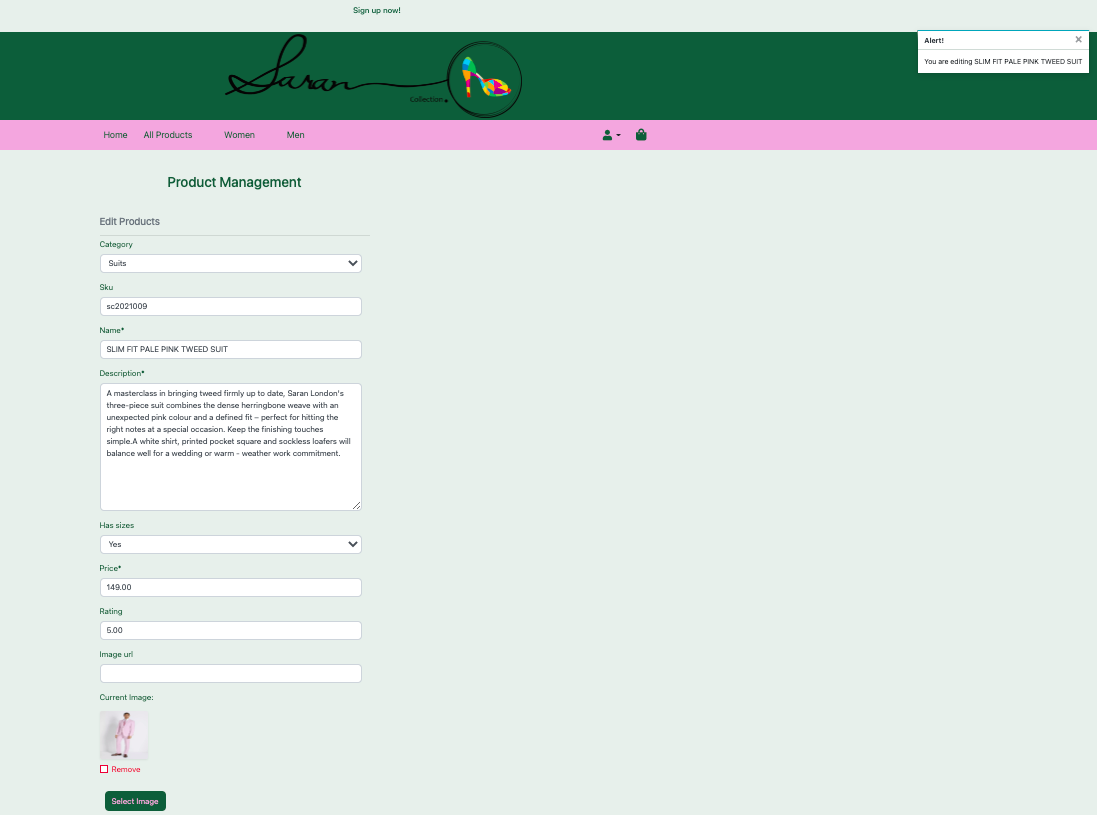 Sign up now!
Alert!
×
You are editing SLIM FIT PALE PINK TWEED SUIT
Saran
Collection
Home
All Products
Women
Men
Product Management
Edit Products
Category
Suits
Sku
sc2021009
Name*
SLIM FIT PALE PINK TWEED SUIT
Description*
A masterclass in bringing tweed firmly up to date, Saran London's
three-piece suit combines the dense herringbone weave with an
unexpected pink colour and a defined fit – perfect for hitting the
right notes at a special occasion. Keep the finishing touches
simple.A white shirt, printed pocket square and sockless loafers will
balance well for a wedding or warm - weather work commitment.
Has sizes
Yes
Price*
149.00
Rating
5.00
Image url
Current Image:
Remove
Select Image